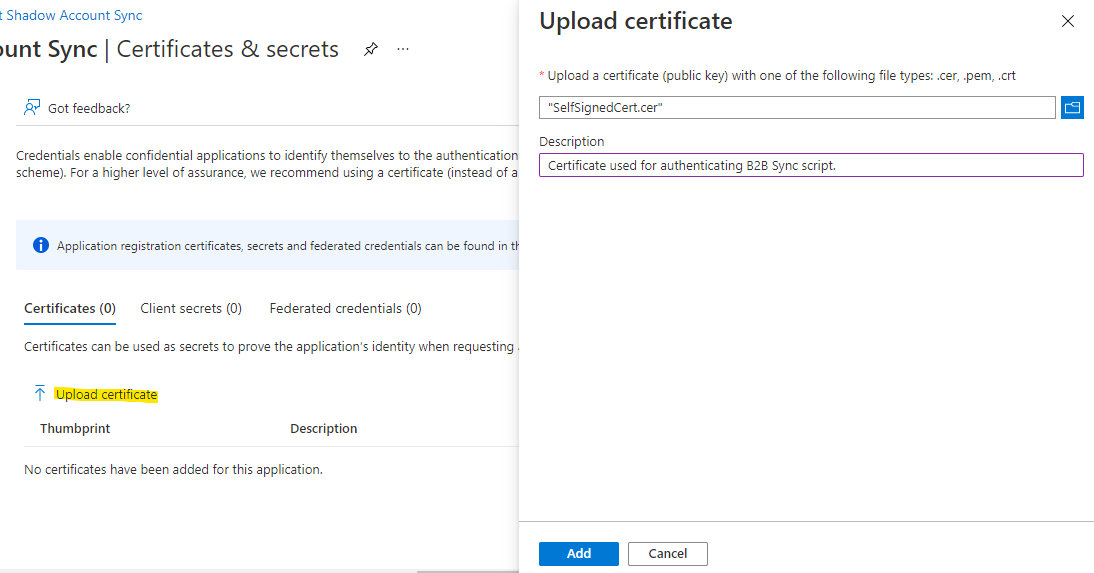 t Shadow Account Sync
ount Sync | Certificates & secrets
Got feedback?
Credentials enable confidential applications to identify themselves to the authentication
scheme). For a higher level of assurance, we recommend using a certificate (instead of a
Application registration certificates, secrets and federated credentials can be found in th
Certificates (0) Client secrets (0) Federated credentials (0)
Certificates can be used as secrets to prove the application's identity when requesting
Upload certificate
Thumbprint Description
No certificates have been added for this application.
Upload certificate
* Upload a certificate (public key) with one of the following file types: .cer, .pem, .crt
"SelfSignedCert.cer"
Description
Certificate used for authenticating B2B Sync script.
Add Cancel